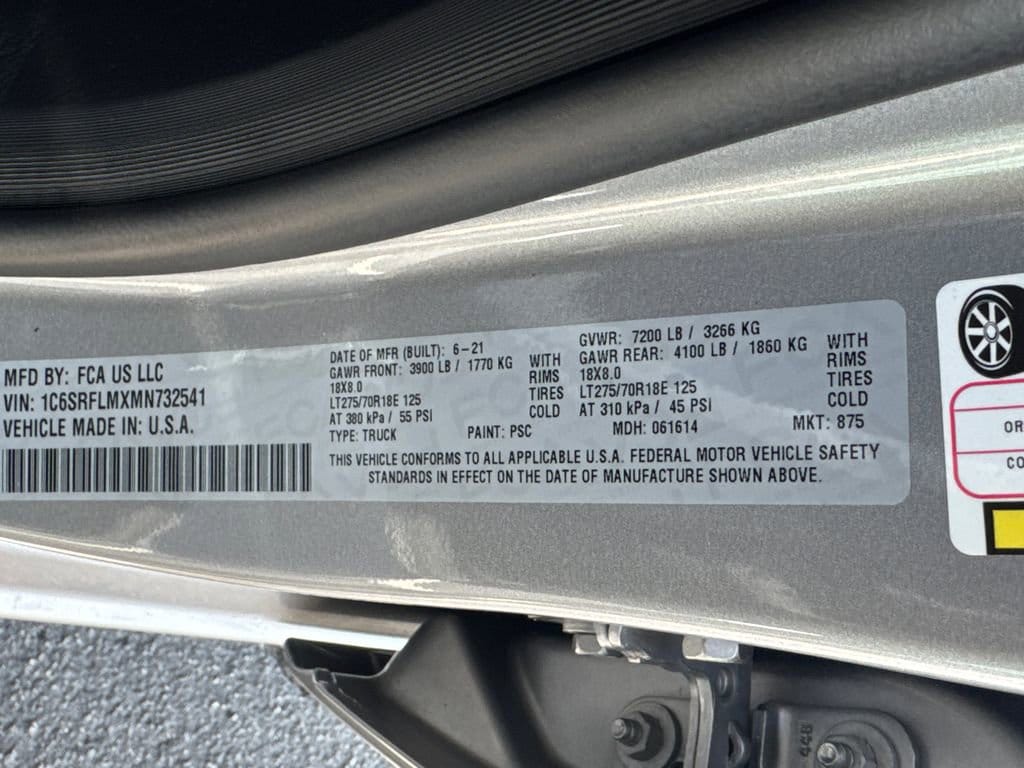 MFD BY: FCA US LLC
VIN: 1C6SRFLMXMN732541
VEHICLE MADE IN: U.S.A.
DATE OF MFR (BUILT): 6-21
GAWR FRONT: 3900 LB / 1770 KG WITH
18X8.0 RIMS
LT275/70R18E 125 TIRES
AT 380 kPa / 55 PSI COLD
GVWR: 7200 LB / 3266 KG
GAWR REAR: 4100 LB / 1860 KG WITH
18X8.0 RIMS
LT275/70R18E 125 TIRES
AT 310 kPa / 45 PSI COLD
TYPE: TRUCK PAINT: PSC MDH: 061614 MKT: 875
THIS VEHICLE CONFORMS TO ALL APPLICABLE U.S.A. FEDERAL MOTOR VEHICLE SAFETY
STANDARDS IN EFFECT ON THE DATE OF MANUFACTURE SHOWN ABOVE.
OR
CO
448